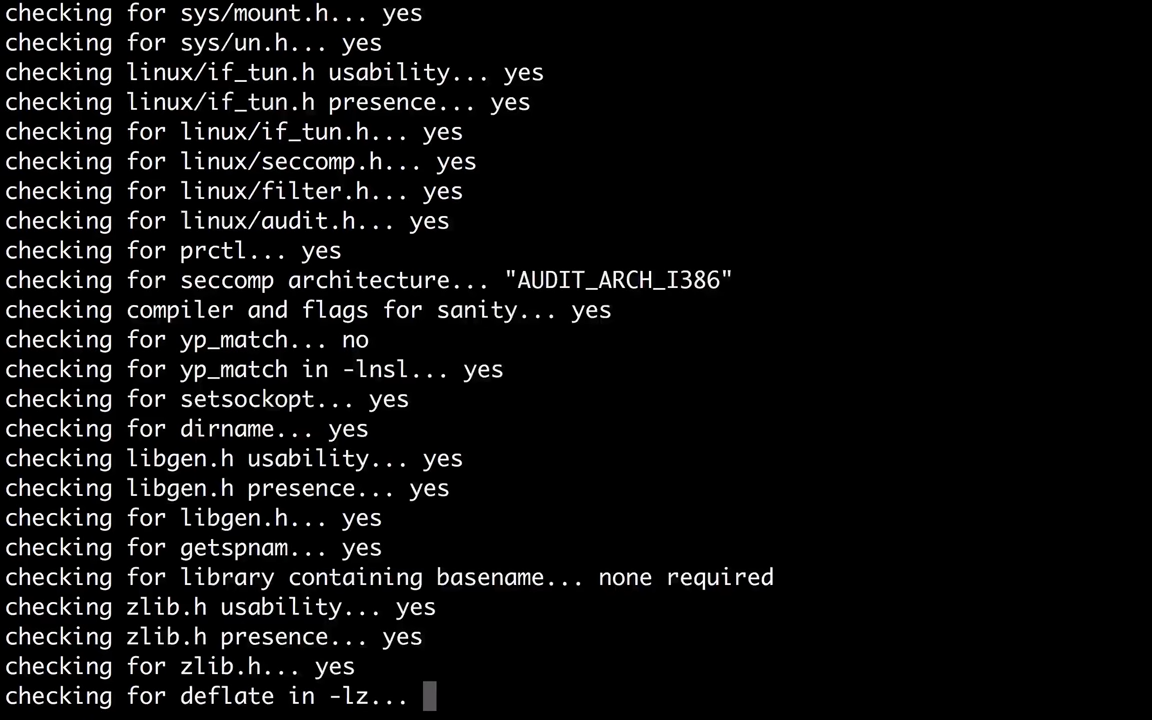 checking for sys/mount.h... yes
checking for sys/un.h... yes
checking linux/if_tun.h usability... yes
checking linux/if_tun.h presence... yes
checking for linux/if_tun.h... yes
checking for linux/seccomp.h... yes
checking for linux/filter.h... yes
checking for linux/audit.h... yes
checking for prctl... yes
checking for seccomp architecture... "AUDIT_ARCH_I386"
checking compiler and flags for sanity... yes
checking for yp_match... no
checking for yp_match in -lnsl... yes
checking for setsockopt... yes
checking for dirname... yes
checking libgen.h usability... yes
checking libgen.h presence... yes
checking for libgen.h... yes
checking for getspnam... yes
checking for library containing basename... none required
checking zlib.h usability... yes
checking zlib.h presence... yes
checking for zlib.h... yes
checking for deflate in -lz...